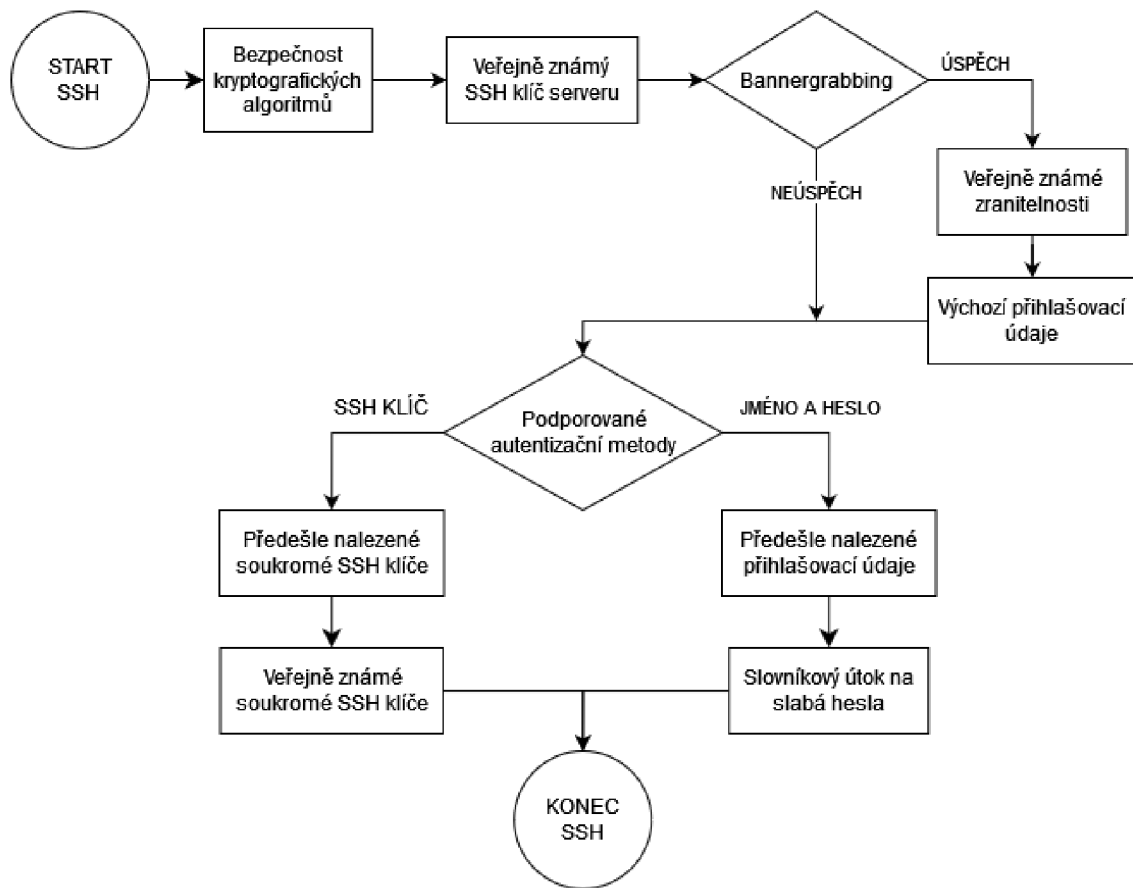 START
SSH
Bezpečnost
kryptografických
algoritmů
Veřejně známý
SSH klíč serveru
Bannergrabbing
ÚSPĚCH
NEÚSPĚCH
Veřejně známé
zranitelnosti
Výchozí přihlašovací
údaje
Podporované
autentizační metody
SSH KLÍČ
JMÉNO A HESLO
Předešle nalezené
soukromé SSH klíče
Předešle nalezené
přihlašovací údaje
Veřejně známé
soukromé SSH klíče
Slovníkový útok na
slabá hesla
KONEC
SSH